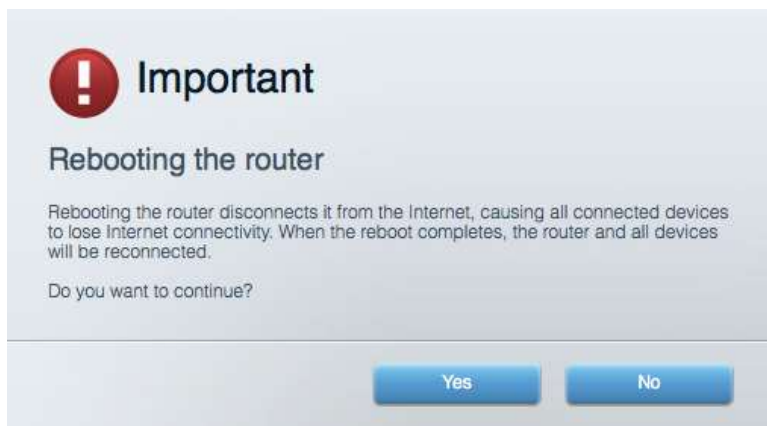 Important
Rebooting the router
Rebooting the router disconnects it from the Internet, causing all connected devices
to lose Internet connectivity. When the reboot completes, the router and all devices
will be reconnected.
Do you want to continue?
Yes No